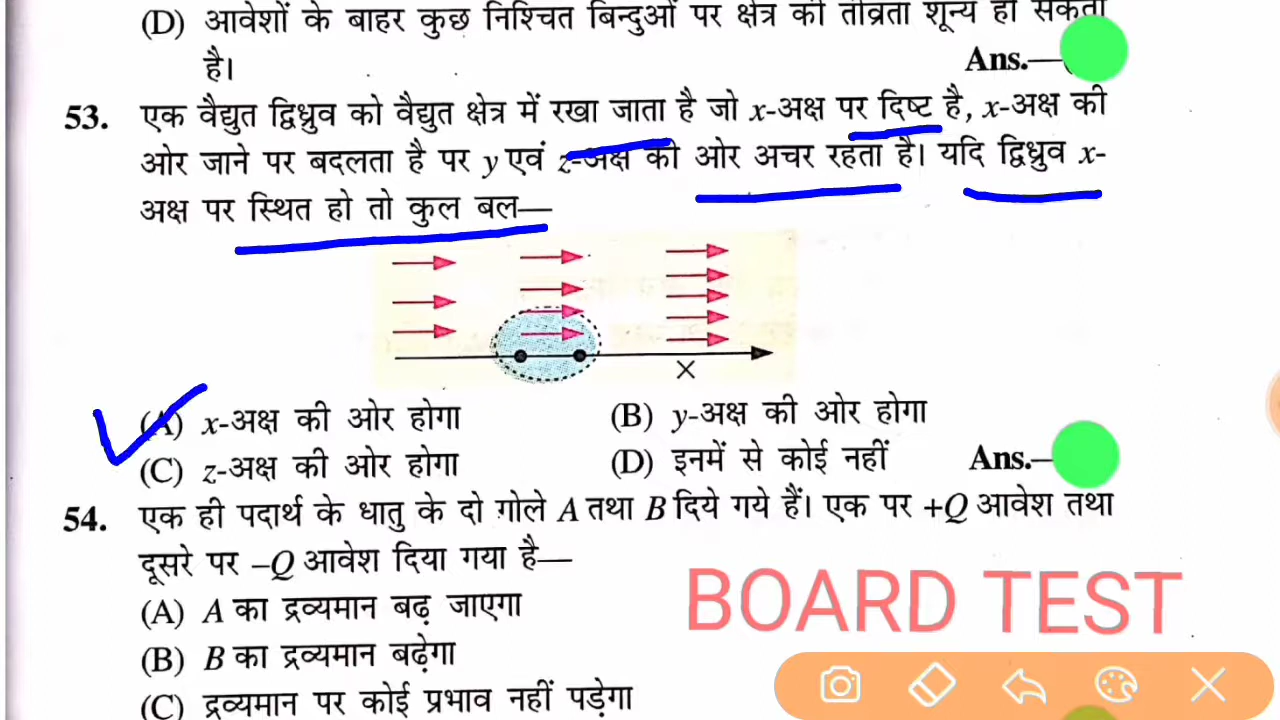 (D) आवेशों के बाहर कुछ निश्चित बिन्दुओं पर क्षेत्र की तीव्रता शून्य हो सकती
है। Ans.—
53. एक वैद्युत द्विध्रुव को वैद्युत क्षेत्र में रखा जाता है जो x-अक्ष पर दिष्ट है, x-अक्ष की
ओर जाने पर बदलता है पर y एवं z-अक्ष की ओर अचर रहता है। यदि द्विध्रुव x-
अक्ष पर स्थित हो तो कुल बल—
X
(A) x-अक्ष की ओर होगा (B) y-अक्ष की ओर होगा
(C) z-अक्ष की ओर होगा (D) इनमें से कोई नहीं Ans.—
54. एक ही पदार्थ के धातु के दो गोले A तथा B दिये गये हैं। एक पर +Q आवेश तथा
दूसरे पर –Q आवेश दिया गया है—
(A) A का द्रव्यमान बढ़ जाएगा
BOARD TEST
(B) B का द्रव्यमान बढ़ेगा
(C) द्रव्यमान पर कोई प्रभाव नहीं पड़ेगा